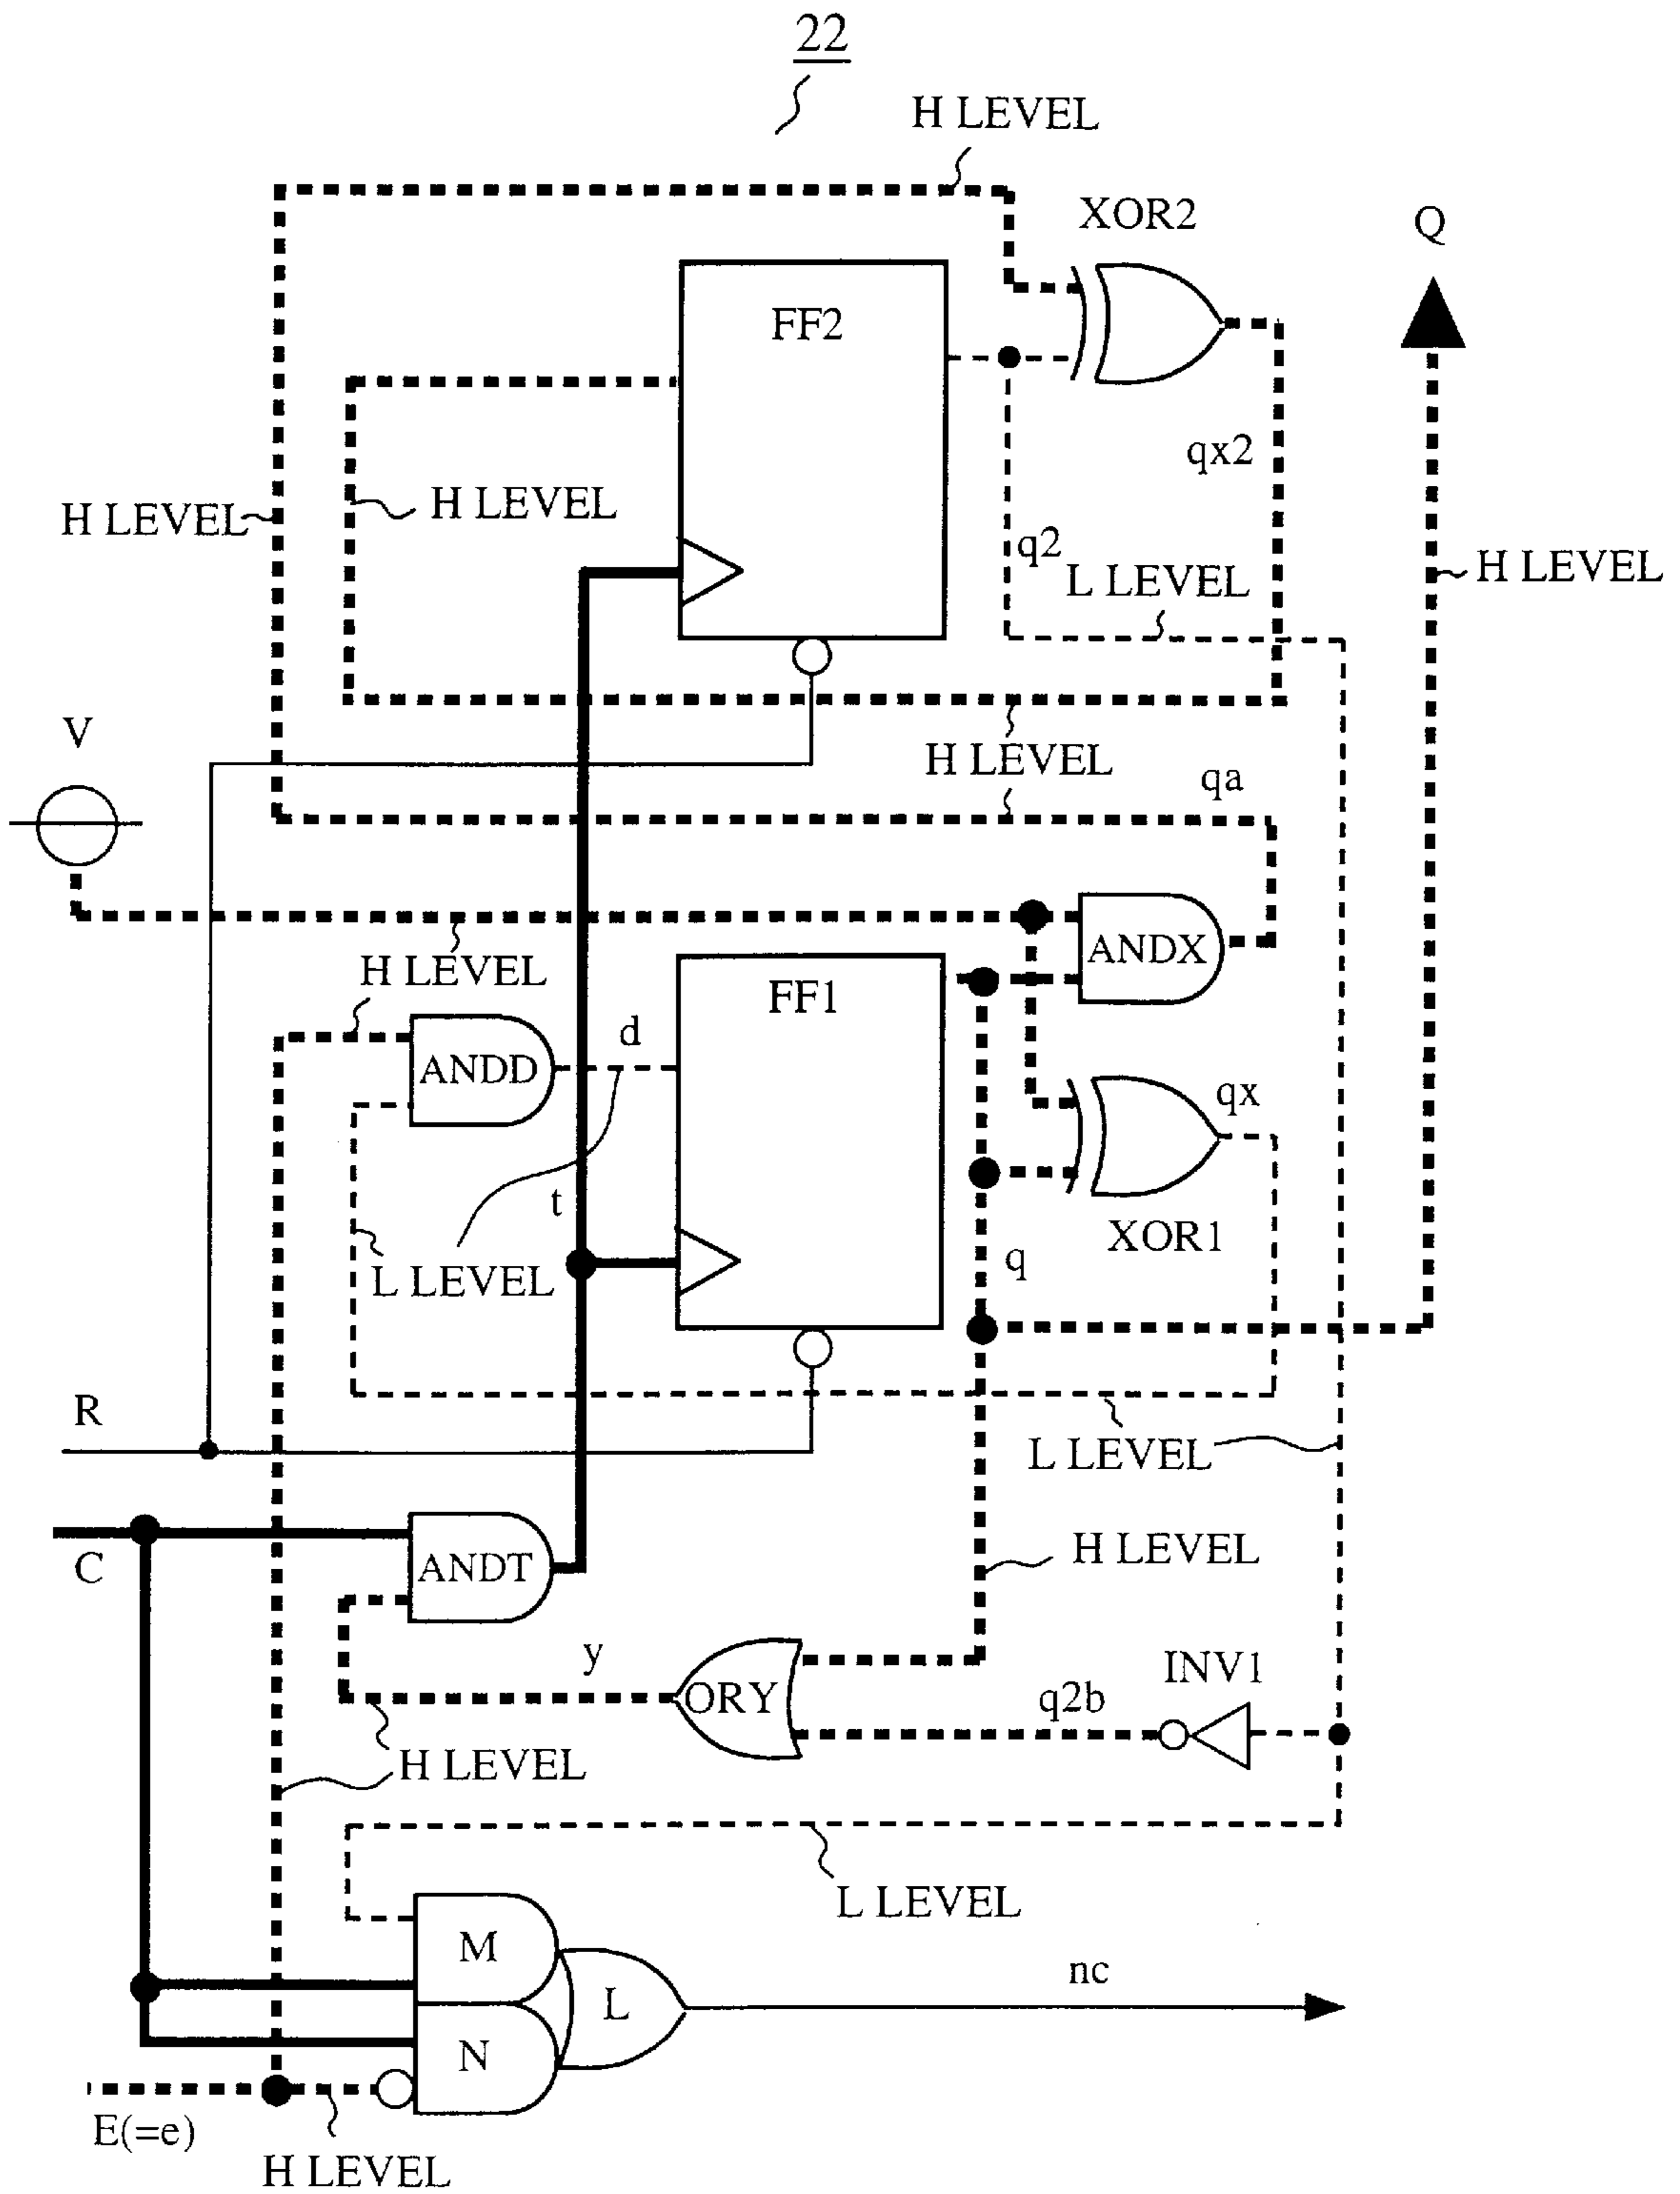 22
H LEVEL
XOR2
Q
FF2
qx2
H LEVEL
H LEVEL
q2
L LEVEL
H LEVEL
V
H LEVEL
qa
ANDX
H LEVEL
FF1
d
ANDD
qx
t
XOR1
q
L LEVEL
R
L LEVEL
C
ANDT
H LEVEL
y
INV1
ORY
q2b
H LEVEL
L LEVEL
M
nc
L
N
E(=e)
H LEVEL